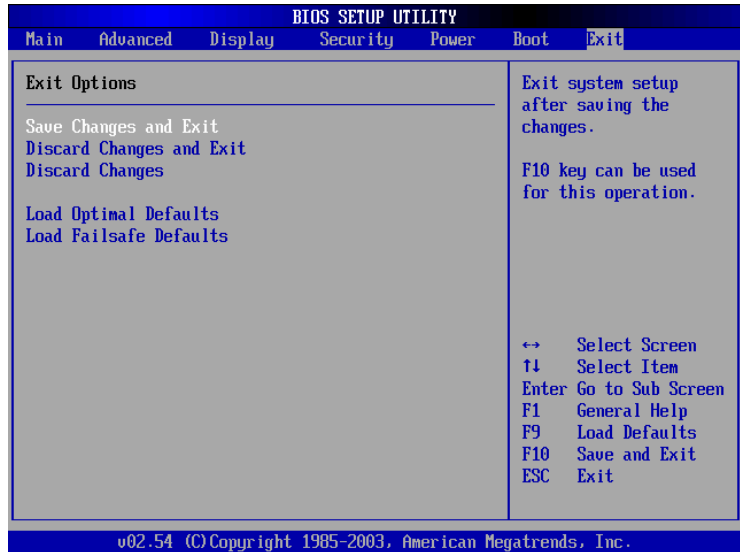 BIOS SETUP UTILITY
Main Advanced Display Security Power Boot Exit
Exit Options
Save Changes and Exit
Discard Changes and Exit
Discard Changes
Load Optimal Defaults
Load Failsafe Defaults
Exit system setup
after saving the
changes.
F10 key can be used
for this operation.
↔ Select Screen
↑↓ Select Item
Enter Go to Sub Screen
F1 General Help
F9 Load Defaults
F10 Save and Exit
ESC Exit
v02.54 (C)Copyright 1985-2003, American Megatrends, Inc.